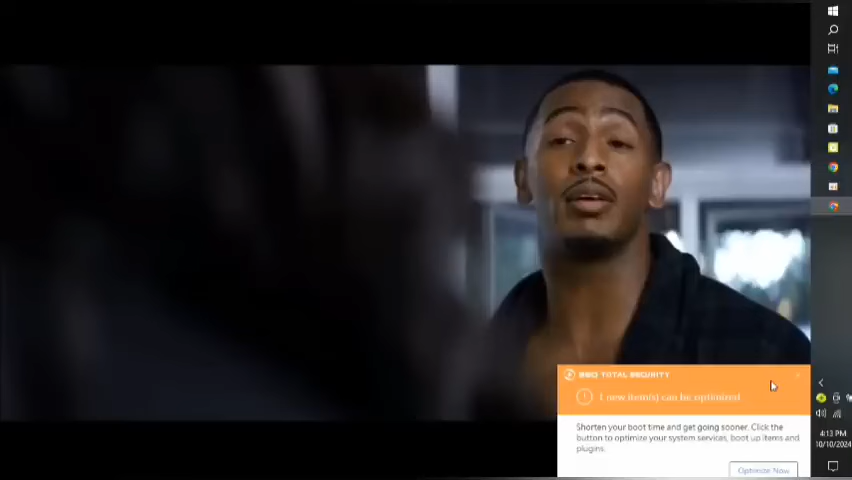 360 TOTAL SECURITY
1 new item(s) can be optimized
Shorten your boot time and get going sooner. Click the
button to optimize your system services, boot up items and
plugins.
Optimize Now
4:13 PM
10/10/2024